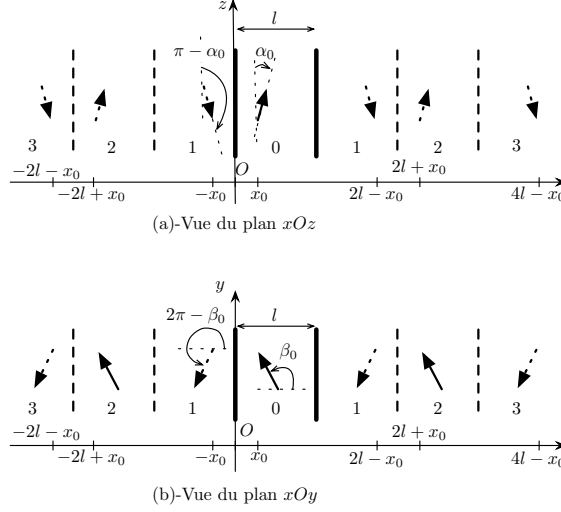 z
l
π − α₀
α₀
3 2 1 0 1 2 3
O
−2l − x₀ 2l + x₀
−2l + x₀ −x₀ x₀ 2l − x₀ 4l − x₀
(a)-Vue du plan xOz
y
l
2π − β₀
β₀
3 2 1 0 1 2 3
−2l − x₀ O 2l + x₀
−2l + x₀ −x₀ x₀ 2l − x₀ 4l − x₀
(b)-Vue du plan xOy